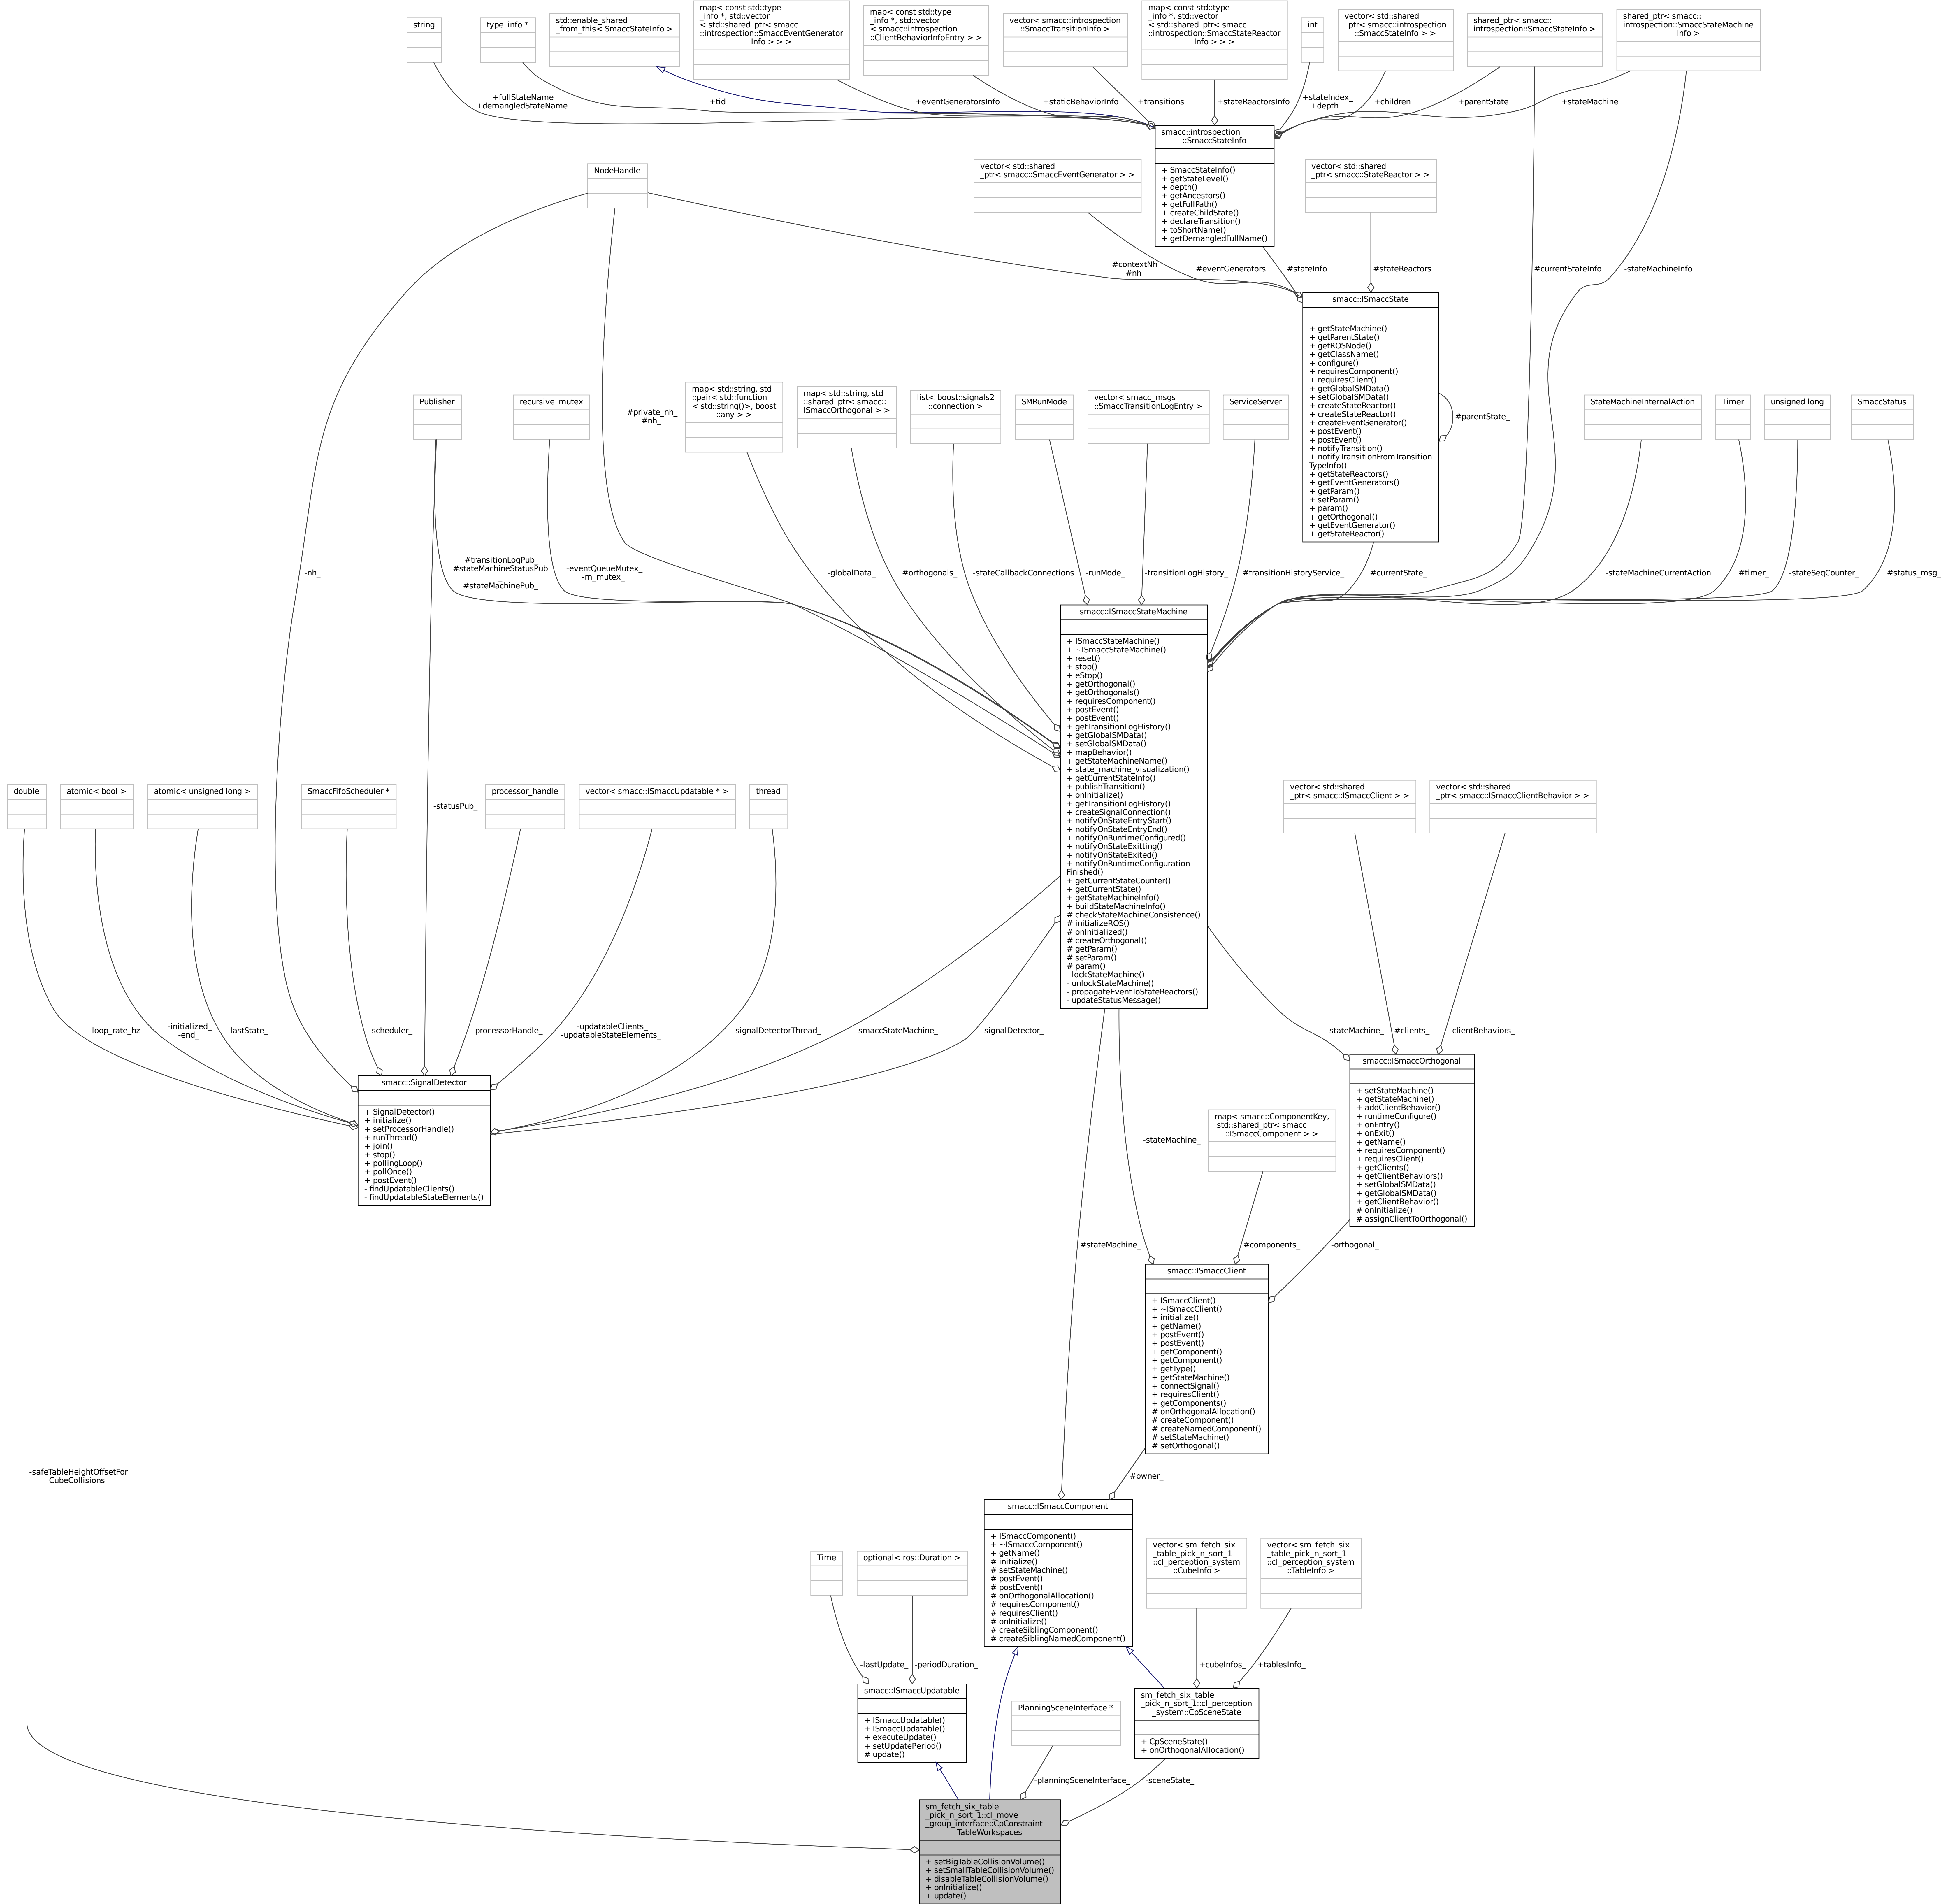 string
type_info *
std::enable_shared
_from_this< SmaccStateInfo >
map< const std::type
_info *, std::vector
< std::shared_ptr< smacc
::introspection::SmaccEventGenerator
Info > > >
map< const std::type
_info *, std::vector
< smacc::introspection
::ClientBehaviorInfoEntry > >
vector< smacc::introspection
::SmaccTransitionInfo >
map< const std::type
_info *, std::vector
< std::shared_ptr< smacc
::introspection::SmaccStateReactor
Info > > >
int
vector< std::shared
_ptr< smacc::introspection
::SmaccStateInfo > >
shared_ptr< smacc::
introspection::SmaccStateInfo >
shared_ptr< smacc::
introspection::SmaccStateMachine
Info >
+fullStateName
+demangledStateName
+tid_
+eventGeneratorsInfo
+staticBehaviorInfo
+transitions_
+stateReactorsInfo
+stateIndex_
+depth_
+children_
+parentState_
+stateMachine_
smacc::introspection
::SmaccStateInfo
+ SmaccStateInfo()
+ getStateLevel()
+ depth()
+ getAncestors()
+ getFullPath()
+ createChildState()
+ declareTransition()
+ toShortName()
+ getDemangledFullName()
NodeHandle
vector< std::shared
_ptr< smacc::SmaccEventGenerator > >
vector< std::shared
_ptr< smacc::StateReactor > >
#contextNh
#nh
#eventGenerators_
#stateInfo_
#stateReactors_
#currentStateInfo_
-stateMachineInfo_
smacc::ISmaccState
+ getStateMachine()
+ getParentState()
+ getROSNode()
+ getClassName()
+ configure()
+ requiresComponent()
+ requiresClient()
+ getGlobalSMData()
+ setGlobalSMData()
+ createStateReactor()
+ createStateReactor()
+ createEventGenerator()
+ postEvent()
+ postEvent()
+ notifyTransition()
+ notifyTransitionFromTransition
TypeInfo()
+ getStateReactors()
+ getEventGenerators()
+ getParam()
+ setParam()
+ param()
+ getOrthogonal()
+ getEventGenerator()
+ getStateReactor()
#parentState_
Publisher
recursive_mutex
#private_nh_
#nh_
map< std::string, std
::pair< std::function
< std::string()>, boost
::any > >
map< std::string, std
::shared_ptr< smacc::
ISmaccOrthogonal > >
list< boost::signals2
::connection >
SMRunMode
vector< smacc_msgs
::SmaccTransitionLogEntry >
ServiceServer
StateMachineInternalAction
Timer
unsigned long
SmaccStatus
-nh_
#transitionLogPub_
#stateMachineStatusPub
_
#stateMachinePub_
-eventQueueMutex_
-m_mutex_
-globalData_
#orthogonals_
-stateCallbackConnections
-runMode_
-transitionLogHistory_
#transitionHistoryService_
#currentState_
-stateMachineCurrentAction
#timer_
-stateSeqCounter_
#status_msg_
smacc::ISmaccStateMachine
+ ISmaccStateMachine()
+ ~ISmaccStateMachine()
+ reset()
+ stop()
+ eStop()
+ getOrthogonal()
+ getOrthogonals()
+ requiresComponent()
+ postEvent()
+ postEvent()
+ getTransitionLogHistory()
+ getGlobalSMData()
+ setGlobalSMData()
+ mapBehavior()
+ getStateMachineName()
+ state_machine_visualization()
+ getCurrentStateInfo()
+ publishTransition()
+ onInitialize()
+ getTransitionLogHistory()
+ createSignalConnection()
+ notifyOnStateEntryStart()
+ notifyOnStateEntryEnd()
+ notifyOnRuntimeConfigured()
+ notifyOnStateExitting()
+ notifyOnStateExited()
+ notifyOnRuntimeConfiguration
Finished()
+ getCurrentStateCounter()
+ getCurrentState()
+ getStateMachineInfo()
+ buildStateMachineInfo()
# checkStateMachineConsistence()
# initializeROS()
# onInitialized()
# createOrthogonal()
# getParam()
# setParam()
# param()
- lockStateMachine()
- unlockStateMachine()
- propagateEventToStateReactors()
- updateStatusMessage()
double
atomic< bool >
atomic< unsigned long >
SmaccFifoScheduler *
-statusPub_
processor_handle
vector< smacc::ISmaccUpdatable * >
thread
vector< std::shared
_ptr< smacc::ISmaccClient > >
vector< std::shared
_ptr< smacc::ISmaccClientBehavior > >
-loop_rate_hz
-initialized_
-end_
-lastState_
-scheduler_
-processorHandle_
-updatableClients_
-updatableStateElements_
-signalDetectorThread_
-smaccStateMachine_
-signalDetector_
-stateMachine_
#clients_
-clientBehaviors_
smacc::SignalDetector
+ SignalDetector()
+ initialize()
+ setProcessorHandle()
+ runThread()
+ join()
+ stop()
+ pollingLoop()
+ pollOnce()
+ postEvent()
- findUpdatableClients()
- findUpdatableStateElements()
smacc::ISmaccOrthogonal
+ setStateMachine()
+ getStateMachine()
+ addClientBehavior()
+ runtimeConfigure()
+ onEntry()
+ onExit()
+ getName()
+ requiresComponent()
+ requiresClient()
+ getClients()
+ getClientBehaviors()
+ setGlobalSMData()
+ getGlobalSMData()
+ getClientBehavior()
# onInitialize()
# assignClientToOrthogonal()
-stateMachine_
map< smacc::ComponentKey,
std::shared_ptr< smacc
::ISmaccComponent > >
#stateMachine_
#components_
-orthogonal_
smacc::ISmaccClient
+ ISmaccClient()
+ ~ISmaccClient()
+ initialize()
+ getName()
+ postEvent()
+ postEvent()
+ getComponent()
+ getComponent()
+ getType()
+ getStateMachine()
+ connectSignal()
+ requiresClient()
+ getComponents()
# onOrthogonalAllocation()
# createComponent()
# createNamedComponent()
# setStateMachine()
# setOrthogonal()
-safeTableHeightOffsetFor
CubeCollisions
#owner_
smacc::ISmaccComponent
+ ISmaccComponent()
+ ~ISmaccComponent()
+ getName()
# initialize()
# setStateMachine()
# postEvent()
# postEvent()
# onOrthogonalAllocation()
# requiresComponent()
# requiresClient()
# onInitialize()
# createSiblingComponent()
# createSiblingNamedComponent()
Time
optional< ros::Duration >
vector< sm_fetch_six
_table_pick_n_sort_1
::cl_perception_system
::CubeInfo >
vector< sm_fetch_six
_table_pick_n_sort_1
::cl_perception_system
::TableInfo >
-lastUpdate_
-periodDuration_
+cubeInfos_
+tablesInfo_
smacc::ISmaccUpdatable
+ ISmaccUpdatable()
+ ISmaccUpdatable()
+ executeUpdate()
+ setUpdatePeriod()
# update()
PlanningSceneInterface *
sm_fetch_six_table
_pick_n_sort_1::cl_perception
_system::CpSceneState
+ CpSceneState()
+ onOrthogonalAllocation()
-planningSceneInterface_
-sceneState_
sm_fetch_six_table
_pick_n_sort_1::cl_move
_group_interface::CpConstraint
TableWorkspaces
+ setBigTableCollisionVolume()
+ setSmallTableCollisionVolume()
+ disableTableCollisionVolume()
+ onInitialize()
+ update()